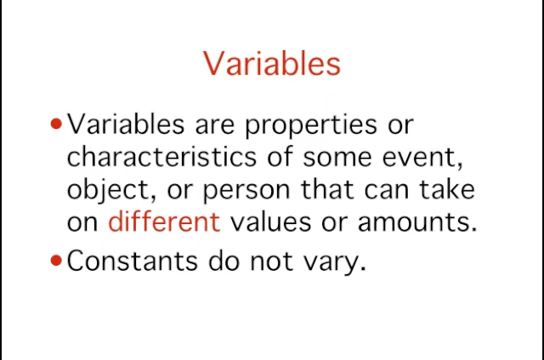 Variables
•Variables are properties or
characteristics of some event,
object, or person that can take
on different values or amounts.
•Constants do not vary.